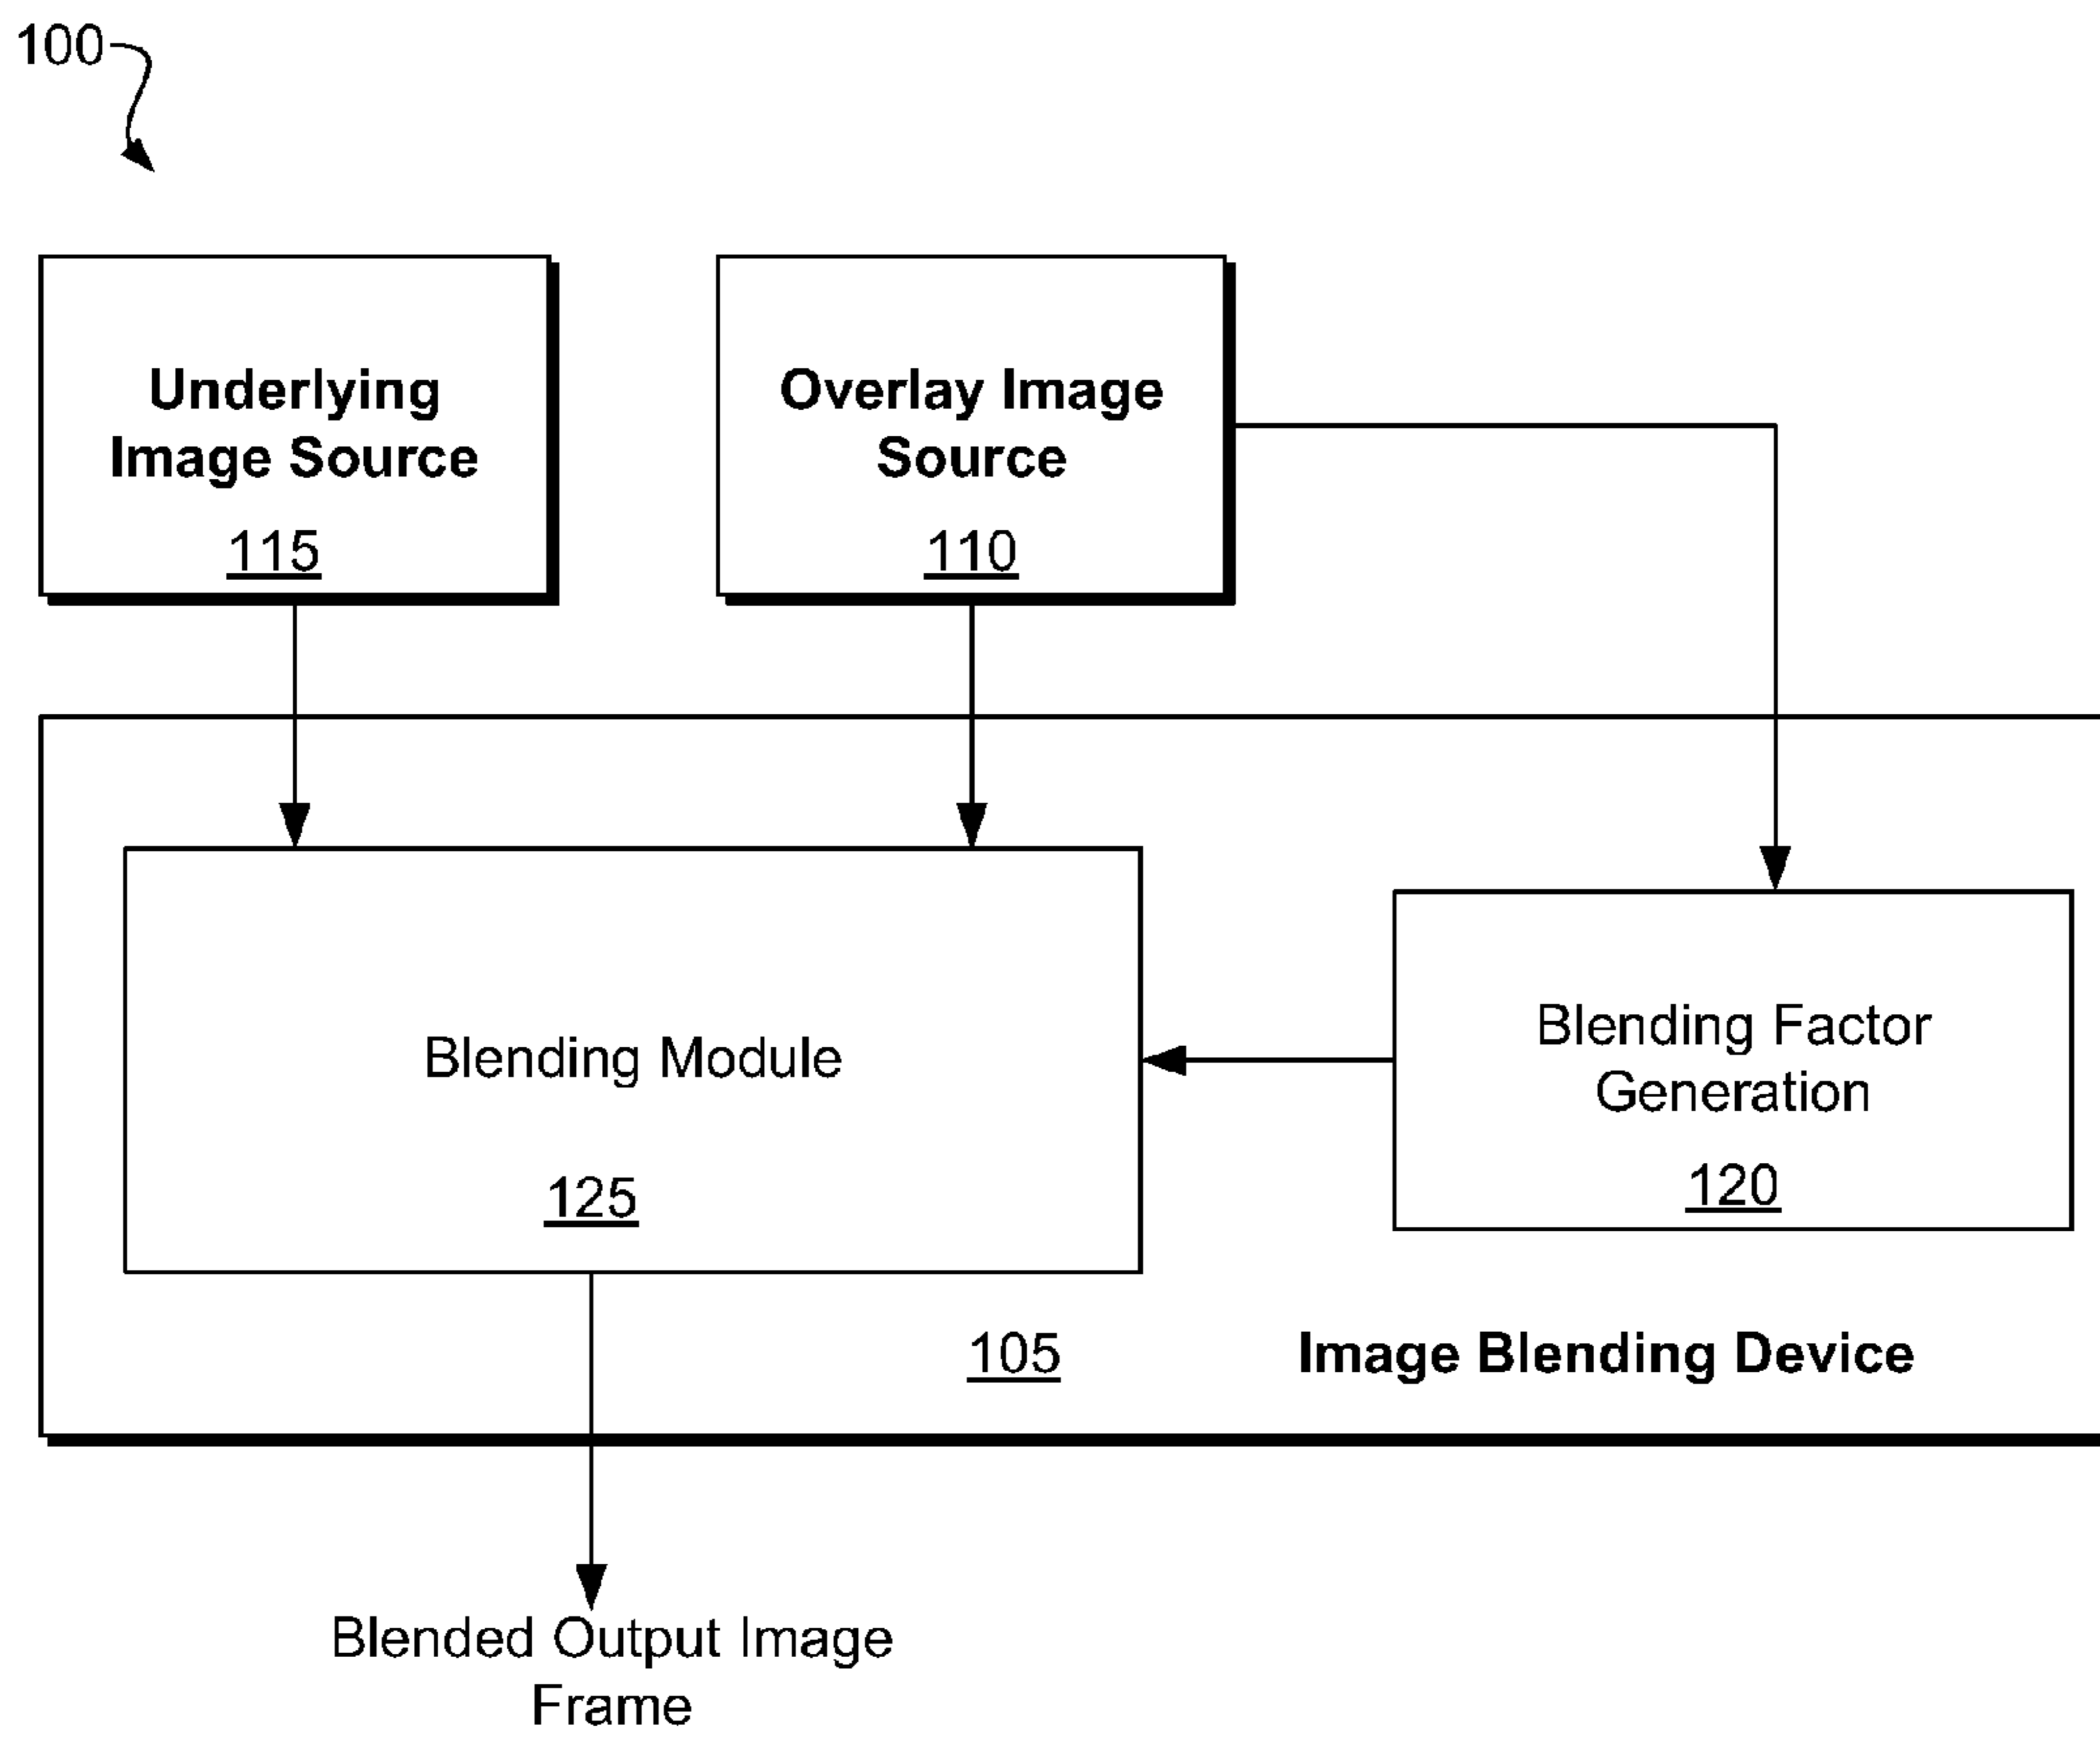 100
Underlying
Image Source
115
Overlay Image
Source
110
Blending Module
125
Blending Factor
Generation
120
105
Image Blending Device
Blended Output Image
Frame